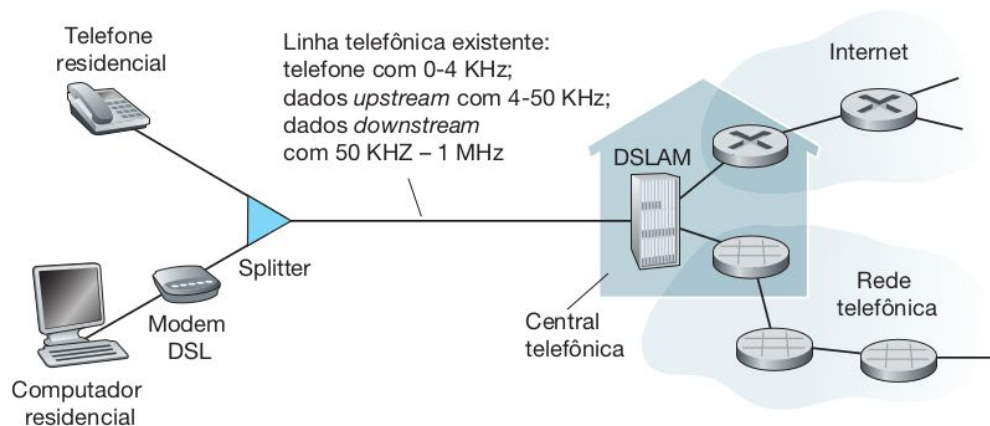 Telefone
residencial
Linha telefônica existente:
telefone com 0-4 KHz;
dados upstream com 4-50 KHz;
dados downstream
com 50 KHZ – 1 MHz
Internet
DSLAM
Splitter
Modem
DSL
Computador
residencial
Central
telefônica
Rede
telefônica